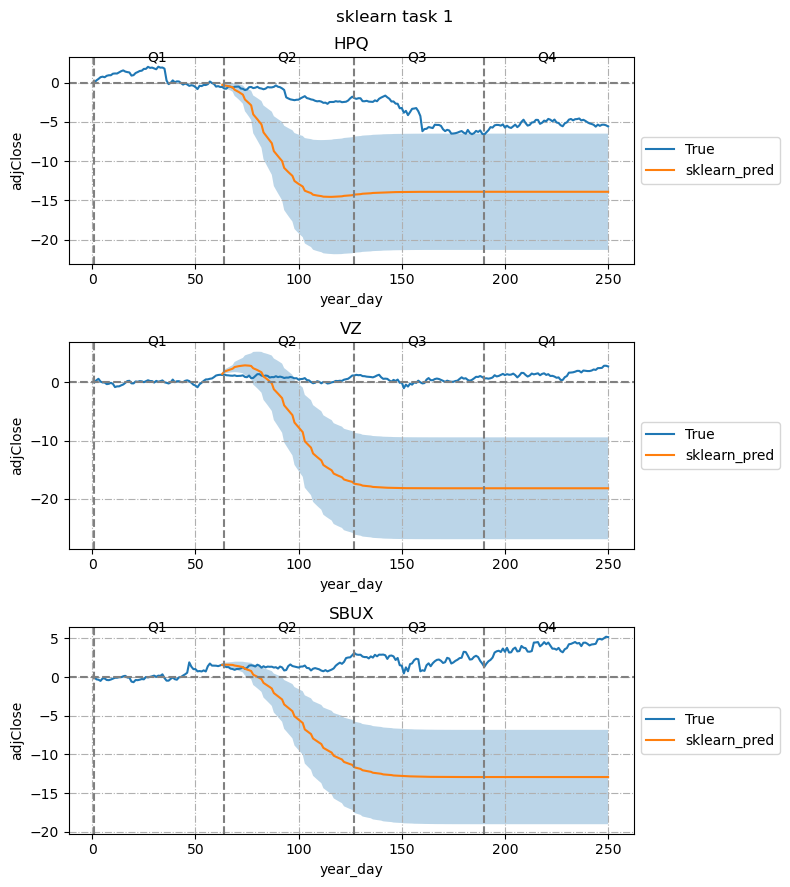 sklearn task 1
HPQ
Q1 Q2 Q3 Q4
0
−5
−10
−15
−20
adjClose
0 50 100 150 200 250
year_day
True
sklearn_pred
VZ
Q1 Q2 Q3 Q4
0
−10
−20
adjClose
0 50 100 150 200 250
year_day
True
sklearn_pred
SBUX
Q1 Q2 Q3 Q4
5
0
−5
−10
−15
−20
adjClose
0 50 100 150 200 250
year_day
True
sklearn_pred